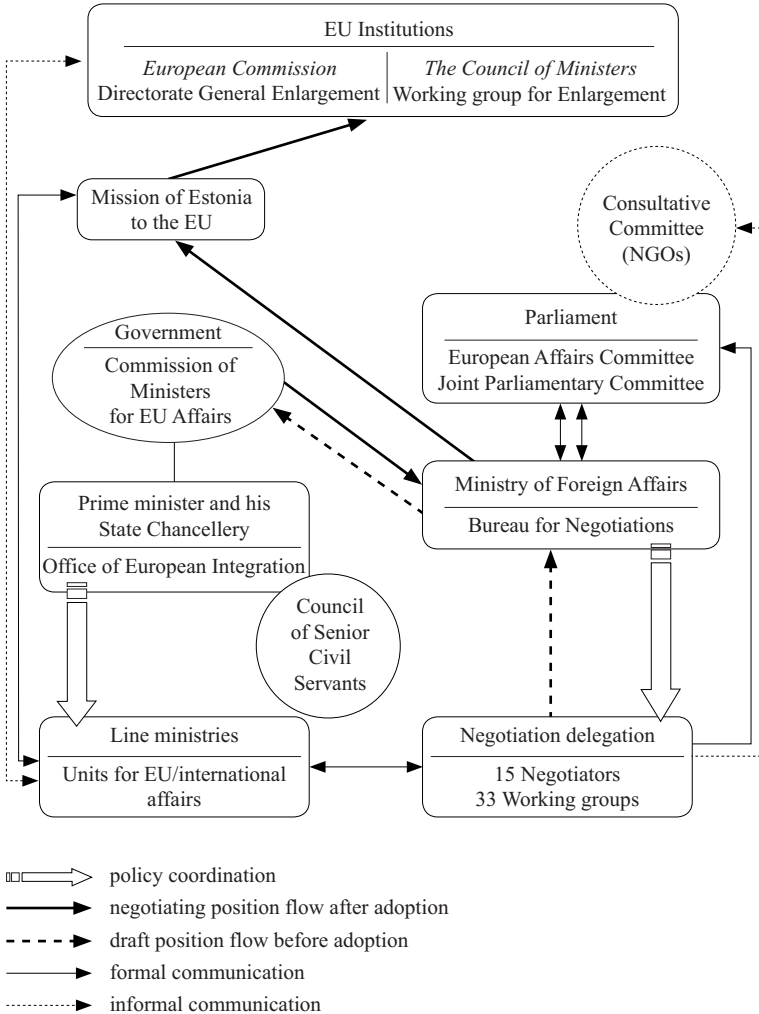 EU Institutions
European Commission
Directorate General Enlargement
The Council of Ministers
Working group for Enlargement
Mission of Estonia
to the EU
Consultative
Committee
(NGOs)
Parliament
European Affairs Committee
Joint Parliamentary Committee
Government
Commission of
Ministers
for EU Affairs
Ministry of Foreign Affairs
Bureau for Negotiations
Prime minister and his
State Chancellery
Office of European Integration
Council
of Senior
Civil
Servants
Line ministries
Units for EU/international
affairs
Negotiation delegation
15 Negotiators
33 Working groups
policy coordination
negotiating position flow after adoption
draft position flow before adoption
formal communication
informal communication